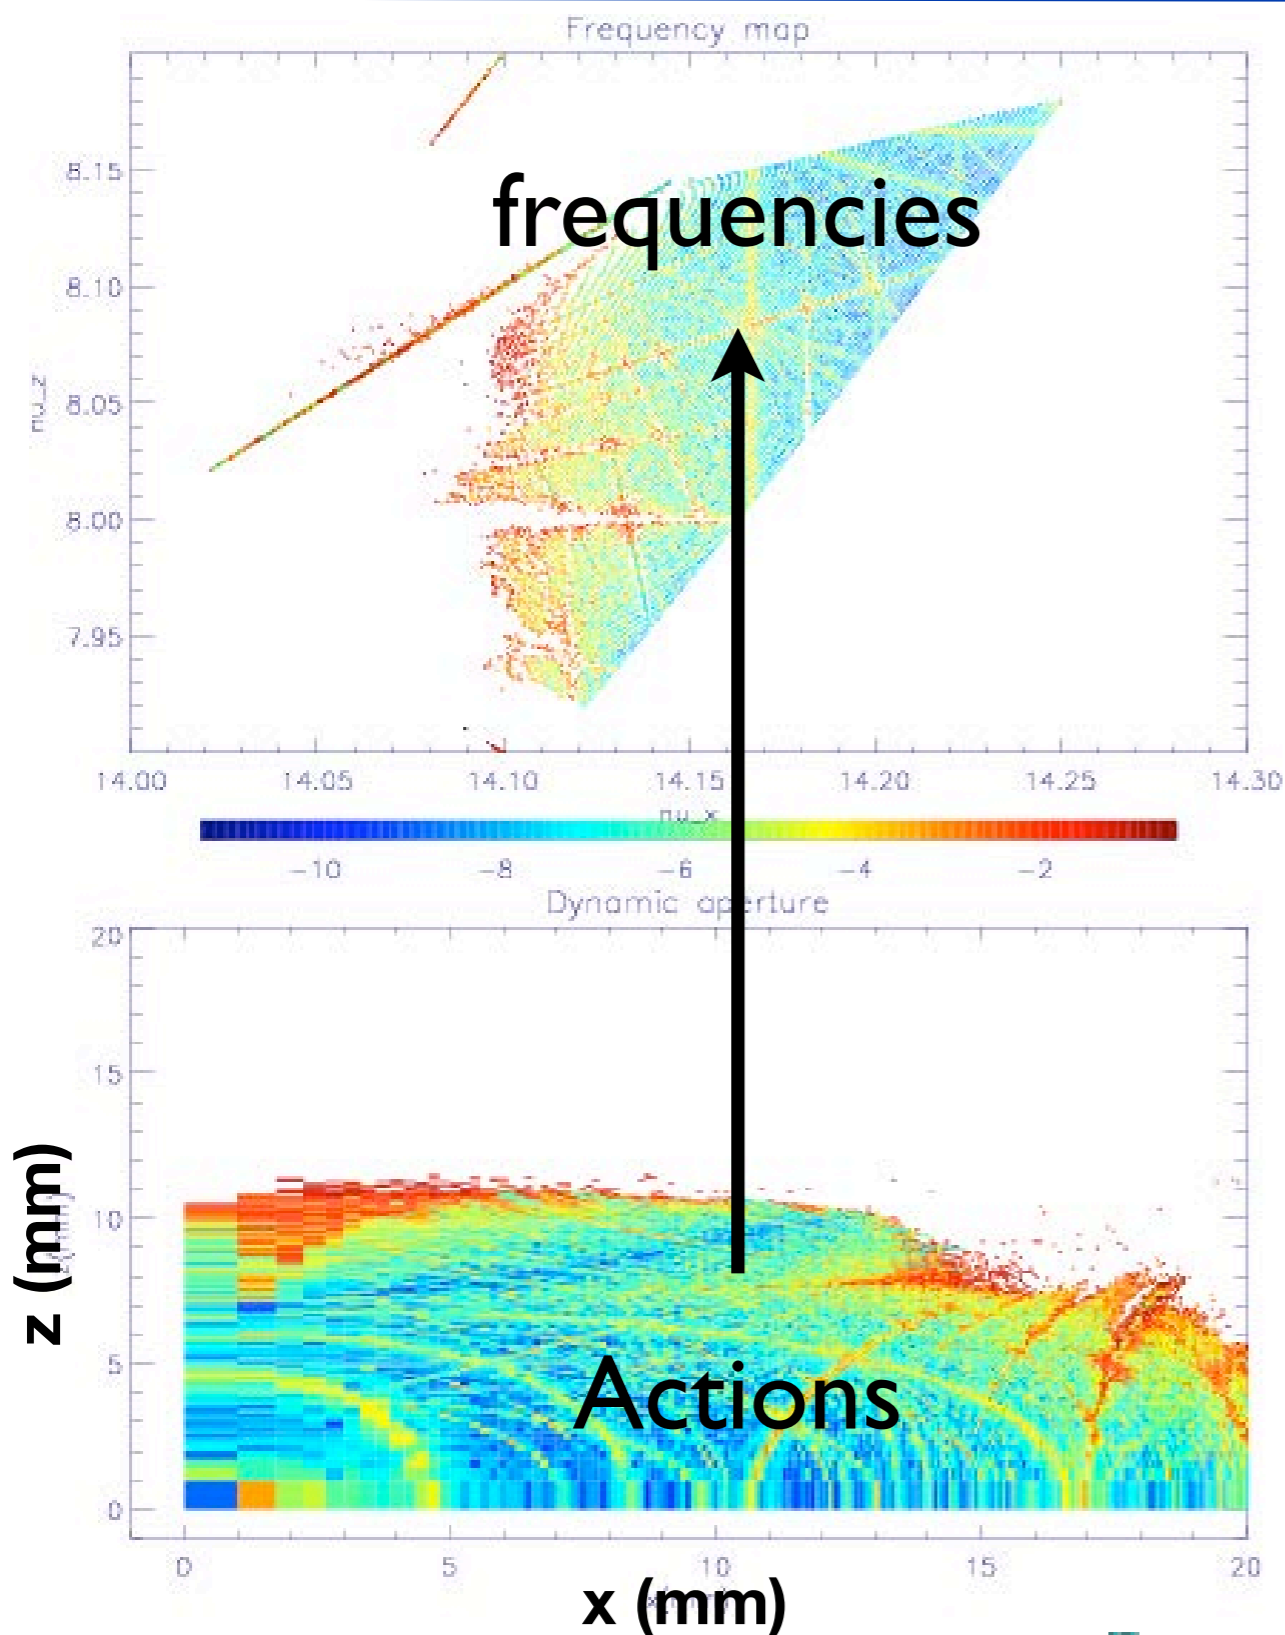 Frequency map
frequencies
8.15
8.10
8.05
8.00
7.95
nu_z
14.00 14.05 14.10 14.15 14.20 14.25 14.30
nu_x
-10 -8 -6 -4 -2
Dynamic aperture
20
15
10
5
0
z (mm)
Actions
0 5 10 15 20
x (mm)